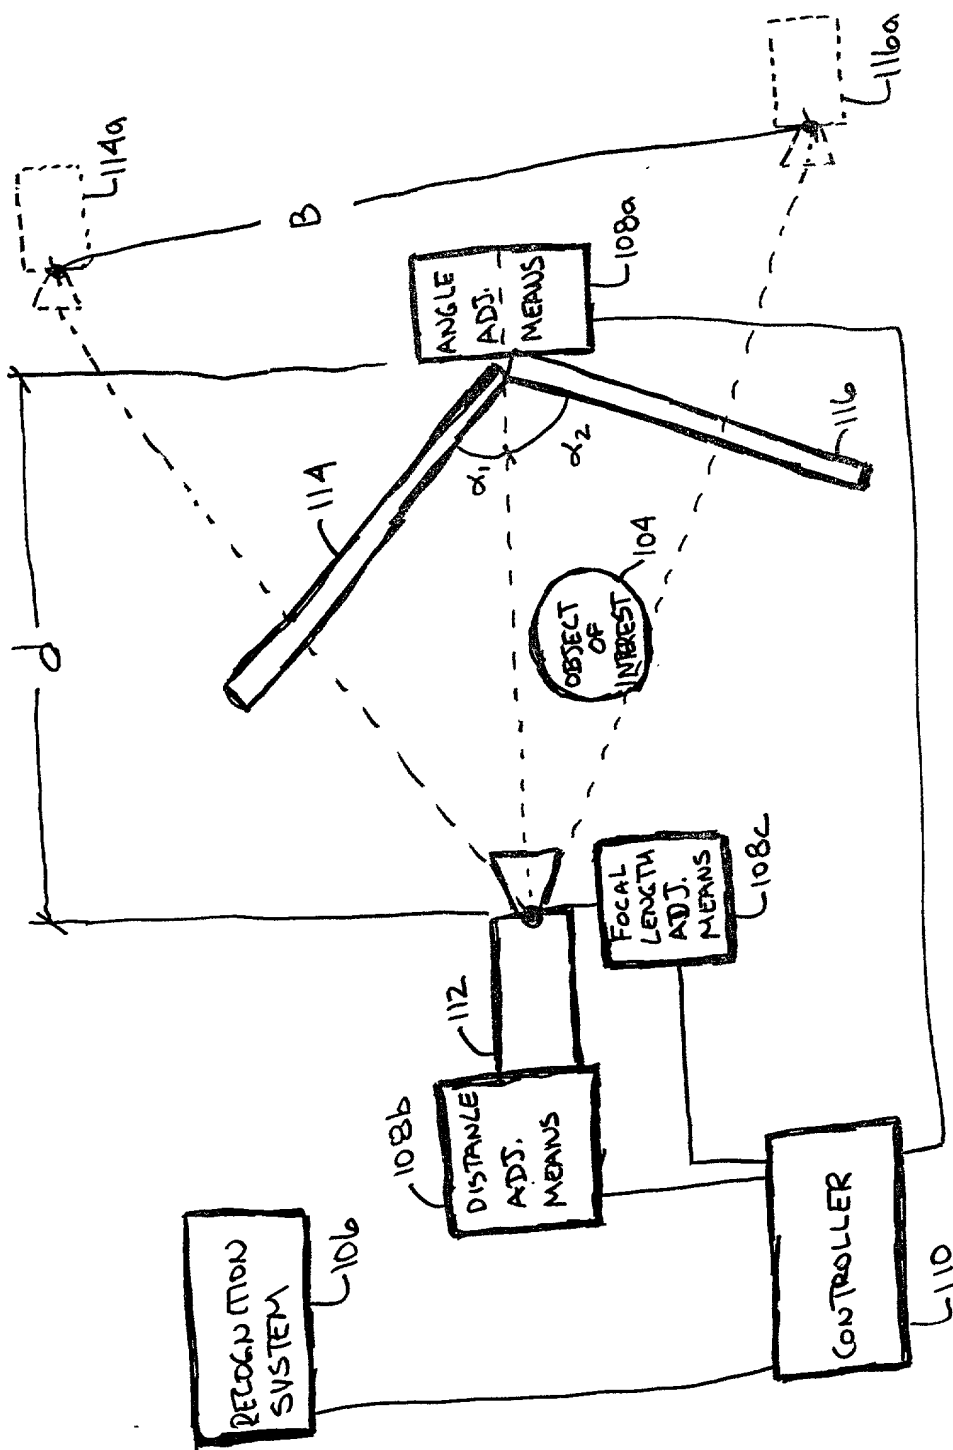 114a
116a
B
ANGLE
ADJ.
MEANS
108a
d
114
α1
α2
116
OBJECT
OF
INTEREST
104
FOCAL
LENGTH
ADJ.
MEANS
108c
112
108b
DISTANCE
ADJ.
MEANS
RECOGNITION
SYSTEM
106
CONTROLLER
110